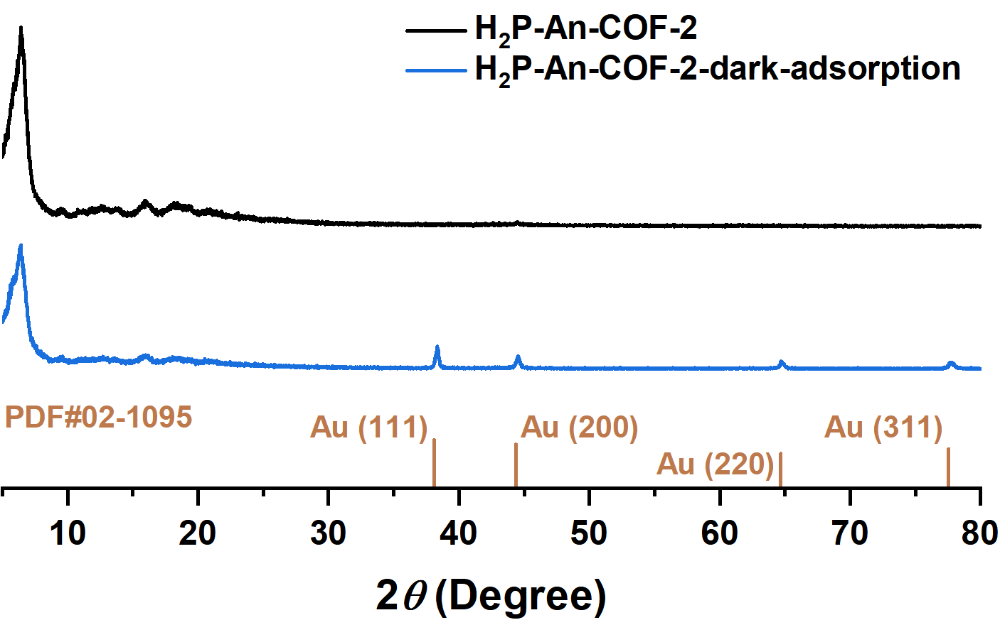 H₂P-An-COF-2
H₂P-An-COF-2-dark-adsorption
PDF#02-1095
Au (111)
Au (200)
Au (220)
Au (311)
10 20 30 40 50 60 70 80
2θ (Degree)